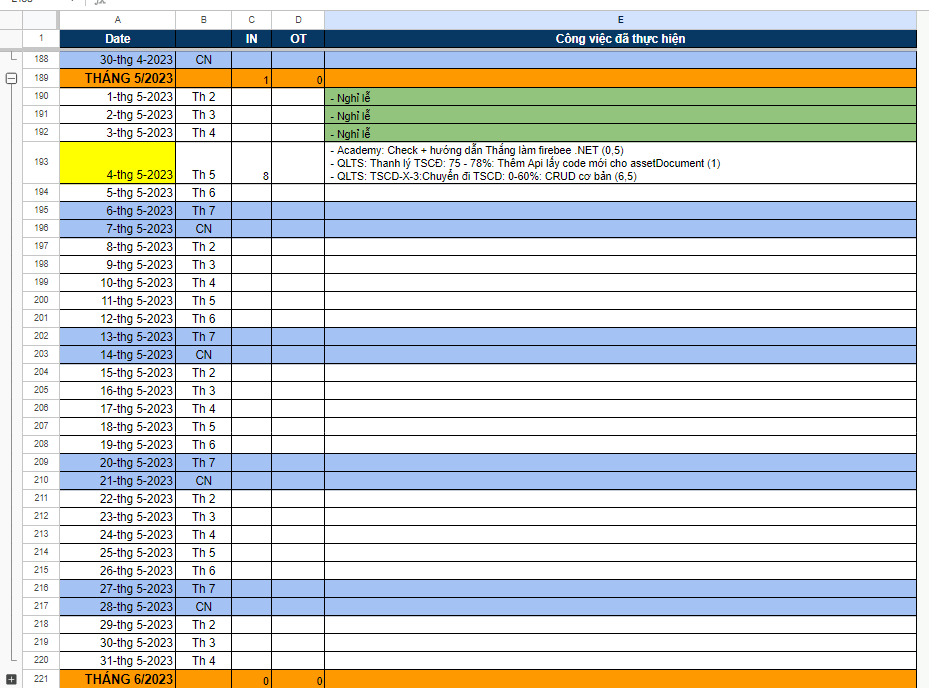 A B C D E
1 Date IN OT Công việc đã thực hiện
188 30-thg 4-2023 CN
189 THÁNG 5/2023 1 0
190 1-thg 5-2023 Th 2 - Nghỉ lễ
191 2-thg 5-2023 Th 3 - Nghỉ lễ
192 3-thg 5-2023 Th 4 - Nghỉ lễ
- Academy: Check + hướng dẫn Thắng làm firebee .NET (0,5)
- QLTS: Thanh lý TSCĐ: 75 - 78%: Thêm Api lấy code mới cho assetDocument (1)
193 4-thg 5-2023 Th 5 8 - QLTS: TSCD-X-3:Chuyển đi TSCD: 0-60%: CRUD cơ bản (6,5)
194 5-thg 5-2023 Th 6
195 6-thg 5-2023 Th 7
196 7-thg 5-2023 CN
197 8-thg 5-2023 Th 2
198 9-thg 5-2023 Th 3
199 10-thg 5-2023 Th 4
200 11-thg 5-2023 Th 5
201 12-thg 5-2023 Th 6
202 13-thg 5-2023 Th 7
203 14-thg 5-2023 CN
204 15-thg 5-2023 Th 2
205 16-thg 5-2023 Th 3
206 17-thg 5-2023 Th 4
207 18-thg 5-2023 Th 5
208 19-thg 5-2023 Th 6
209 20-thg 5-2023 Th 7
210 21-thg 5-2023 CN
211 22-thg 5-2023 Th 2
212 23-thg 5-2023 Th 3
213 24-thg 5-2023 Th 4
214 25-thg 5-2023 Th 5
215 26-thg 5-2023 Th 6
216 27-thg 5-2023 Th 7
217 28-thg 5-2023 CN
218 29-thg 5-2023 Th 2
219 30-thg 5-2023 Th 3
220 31-thg 5-2023 Th 4
221 THÁNG 6/2023 0 0